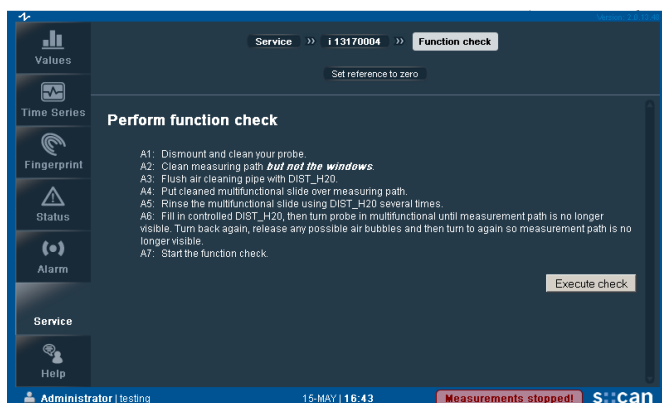 Version: 2.0.13.48
Service >> i 13170004 >> Function check
Set reference to zero
Values
Time Series
Fingerprint
Status
Alarm
Service
Help
Perform function check
A1: Dismount and clean your probe.
A2: Clean measuring path but not the windows.
A3: Flush air cleaning pipe with DIST_H20.
A4: Put cleaned multifunctional slide over measuring path.
A5: Rinse the multifunctional slide using DIST_H20 several times.
A6: Fill in controlled DIST_H20, then turn probe in multifunctional until measurement path is no longer
visible. Turn back again, release any possible air bubbles and then turn to again so measurement path is no
longer visible.
A7: Start the function check.
Execute check
Administrator | testing
15-MAY | 16:43
Measurements stopped!
s::can